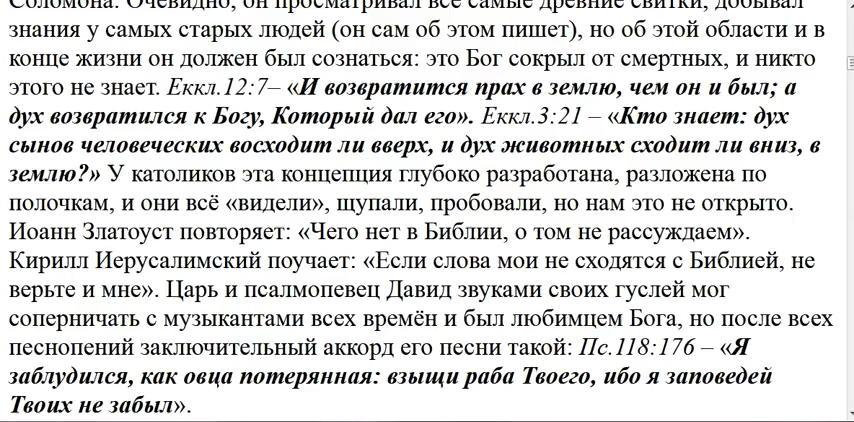 Соломона. Очевидно, он просматривал все самые древние свитки, добывал
знания у самых старых людей (он сам об этом пишет), но об этой области и в
конце жизни он должен был сознаться: это Бог сокрыл от смертных, и никто
этого не знает. Еккл.12:7– «И возвратится прах в землю, чем он и был; а
дух возвратился к Богу, Который дал его». Еккл.3:21 – «Кто знает: дух
сынов человеческих восходит ли вверх, и дух животных сходит ли вниз, в
землю?» У католиков эта концепция глубоко разработана, разложена по
полочкам, и они всё «видели», щупали, пробовали, но нам это не открыто.
Иоанн Златоуст повторяет: «Чего нет в Библии, о том не рассуждаем».
Кирилл Иерусалимский поучает: «Если слова мои не сходятся с Библией, не
верьте и мне». Царь и псалмопевец Давид звуками своих гуслей мог
соперничать с музыкантами всех времён и был любимцем Бога, но после всех
песнопений заключительный аккорд его песни такой: Пс.118:176 – «Я
заблудился, как овца потерянная: взыщи раба Твоего, ибо я заповедей
Твоих не забыл».